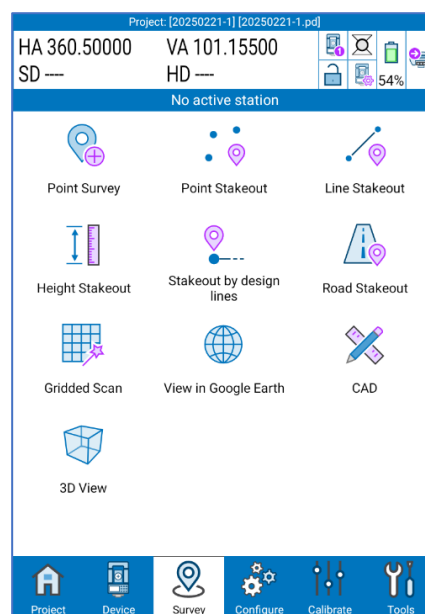 Project: [20250221-1] [20250221-1.pd]
HA 360.50000 VA 101.15500
SD ---- HD ----
54%
No active station
Point Survey Point Stakeout Line Stakeout
Height Stakeout Stakeout by design lines Road Stakeout
Gridded Scan View in Google Earth CAD
3D View
Project Device Survey Configure Calibrate Tools